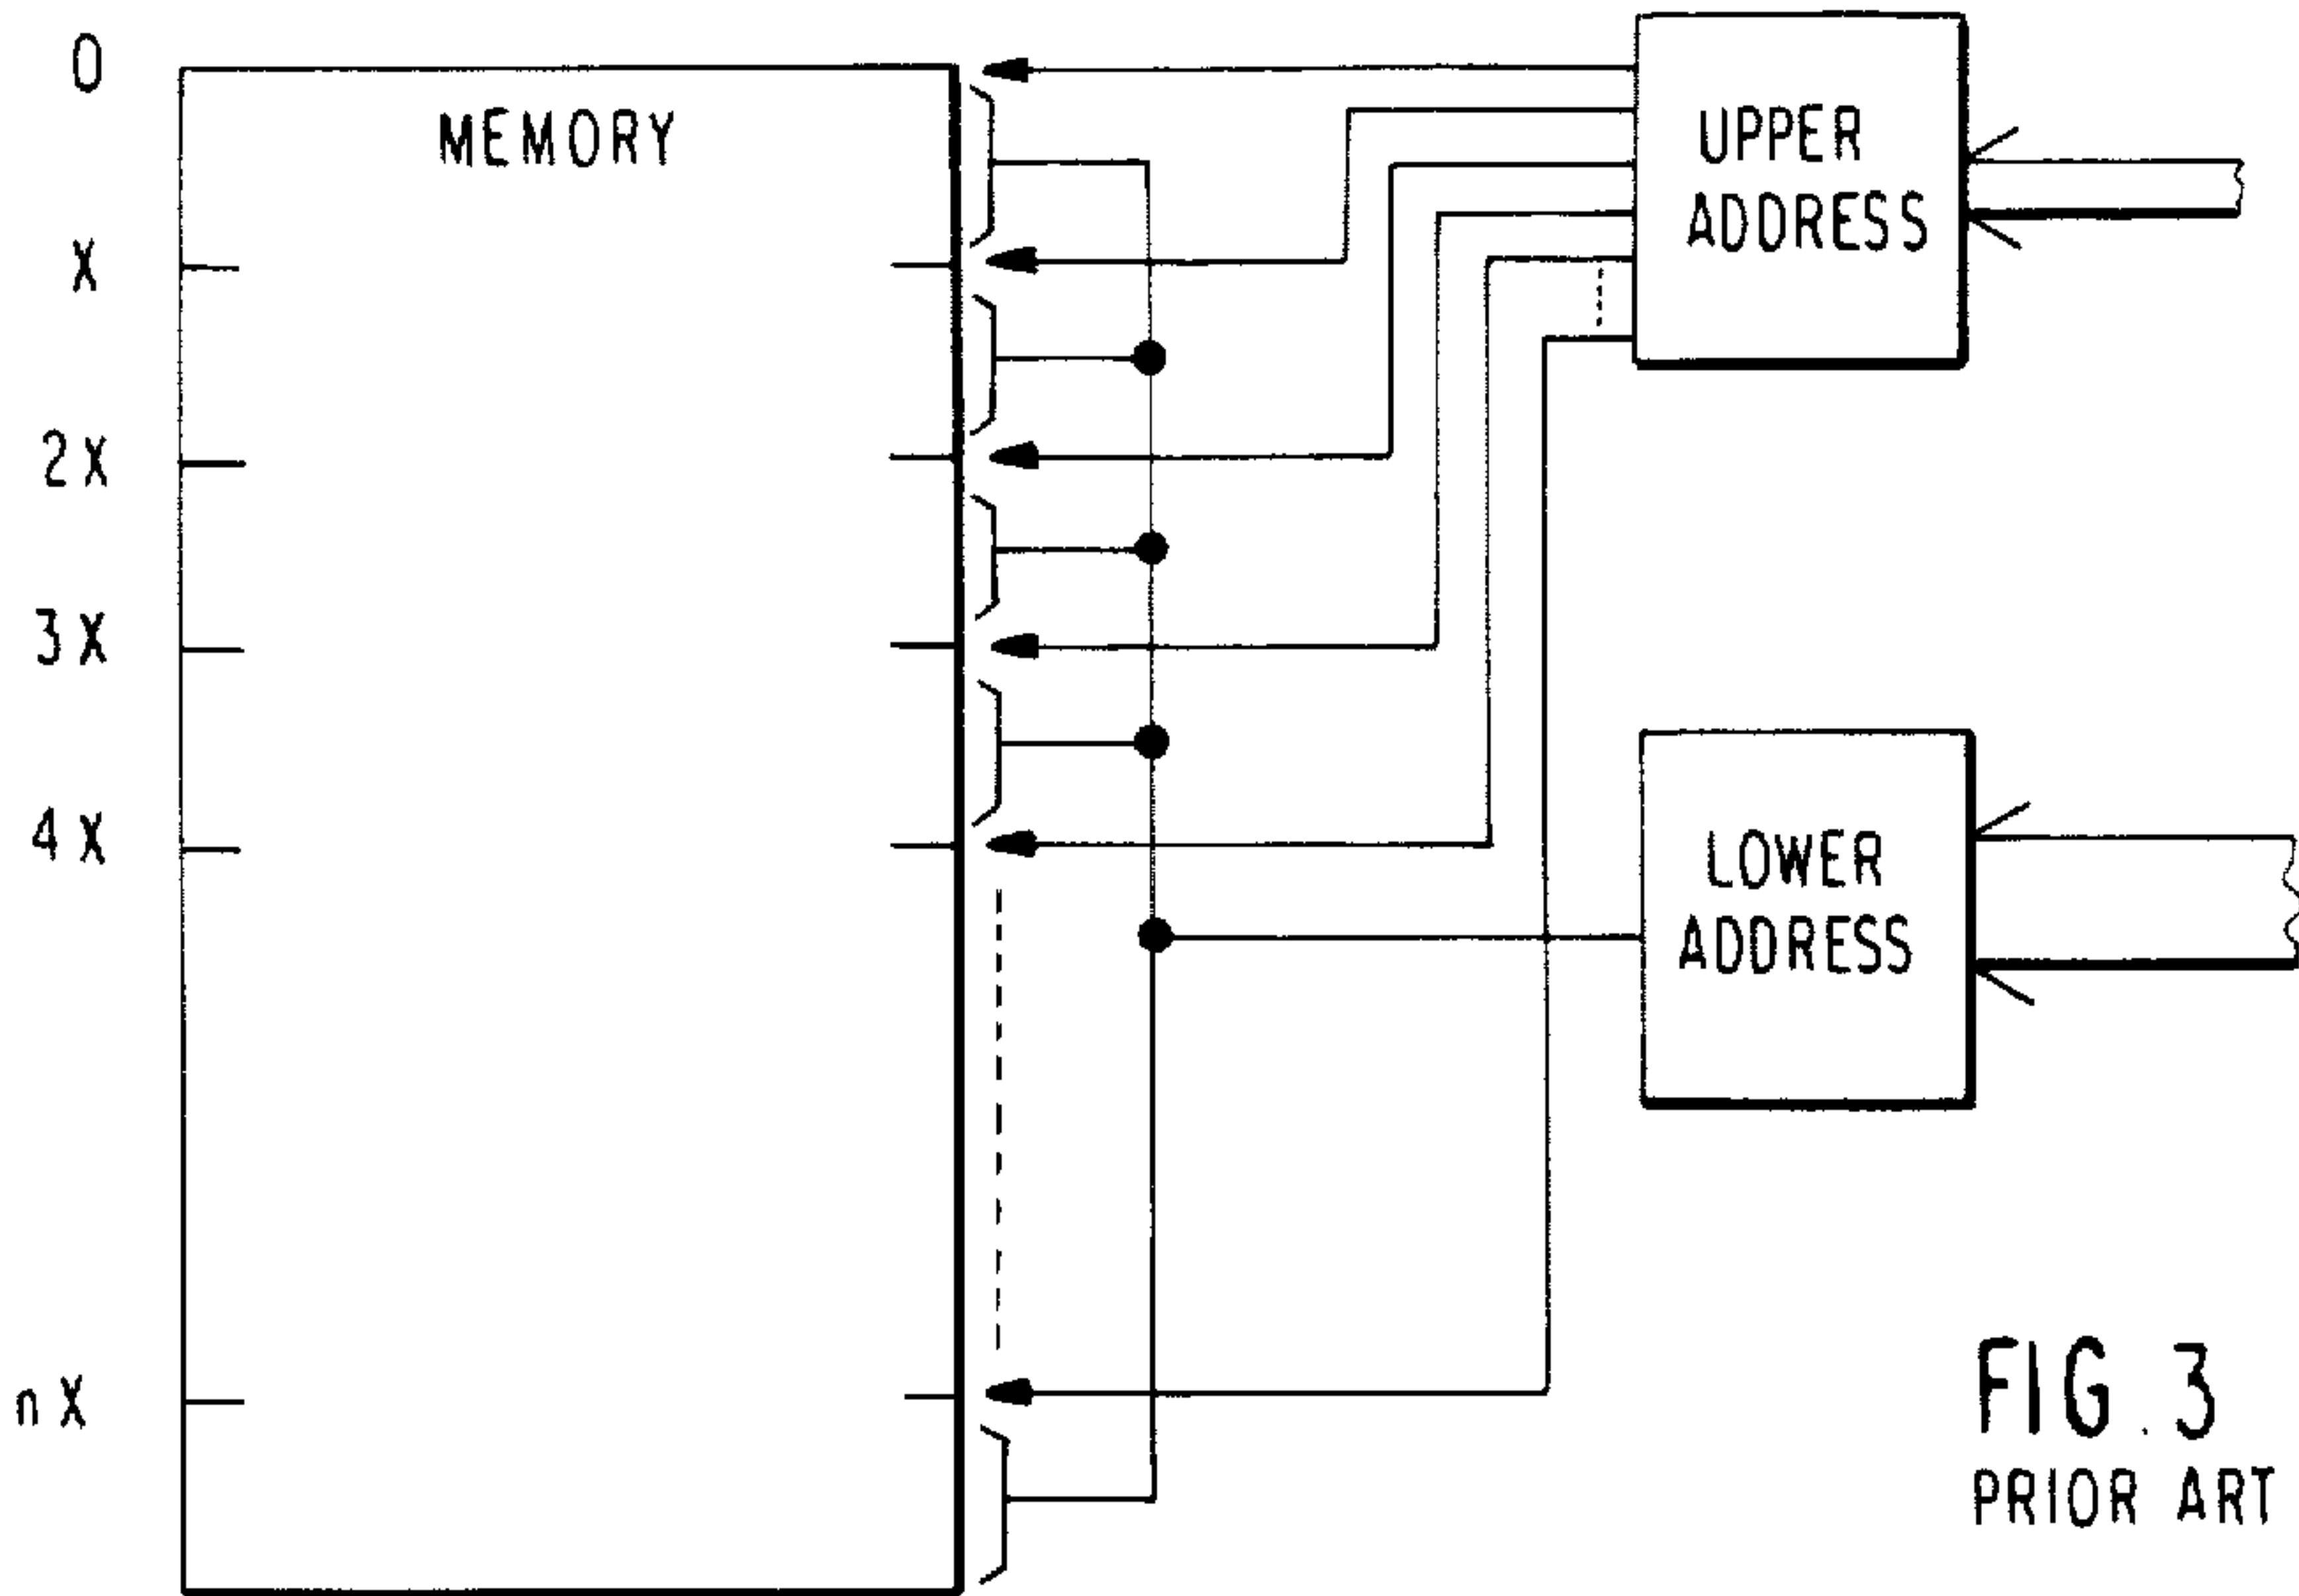 0
MEMORY
X
2X
3X
4X
nX
UPPER
ADDRESS
LOWER
ADDRESS
FIG.3
PRIOR ART